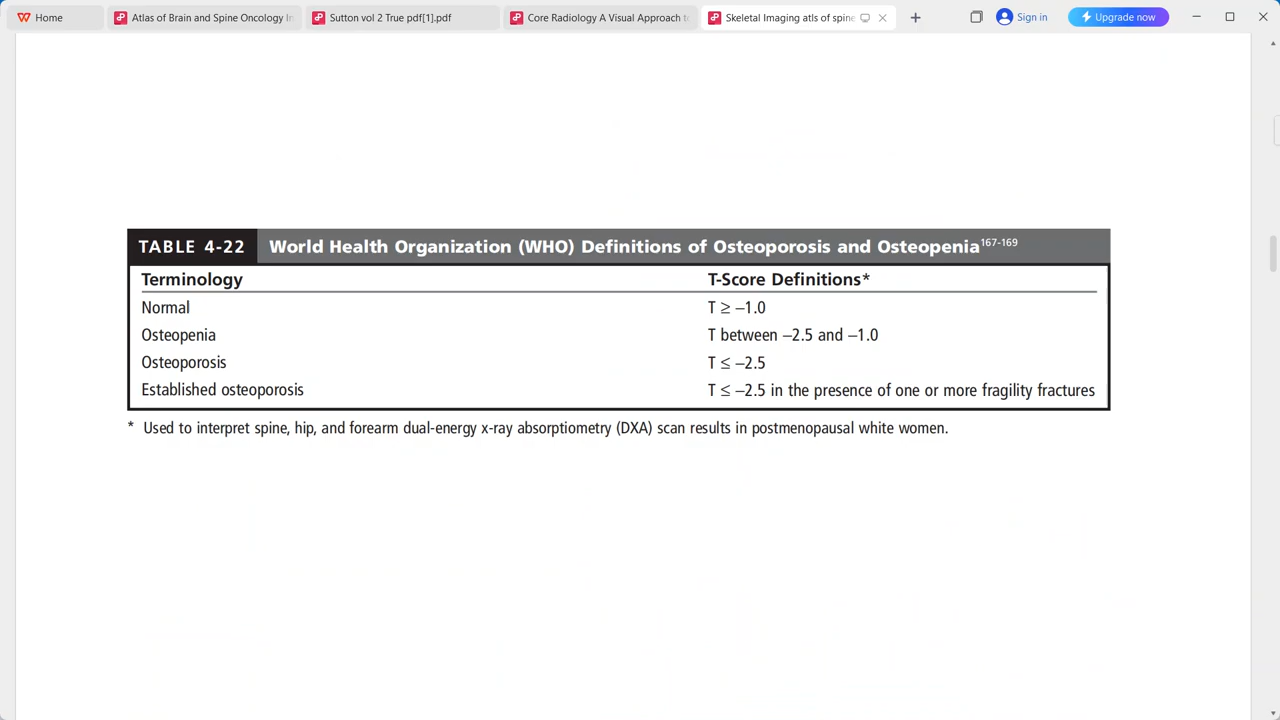 Home Atlas of Brain and Spine Oncology I Sutton vol 2 True pdf[1].pdf Core Radiology A Visual Approach to Skeletal Imaging atls of spine Sign in Upgrade now
TABLE 4-22 World Health Organization (WHO) Definitions of Osteoporosis and Osteopenia167-169
Terminology T-Score Definitions*
Normal T ≥ –1.0
Osteopenia T between –2.5 and –1.0
Osteoporosis T ≤ –2.5
Established osteoporosis T ≤ –2.5 in the presence of one or more fragility fractures
* Used to interpret spine, hip, and forearm dual-energy x-ray absorptiometry (DXA) scan results in postmenopausal white women.